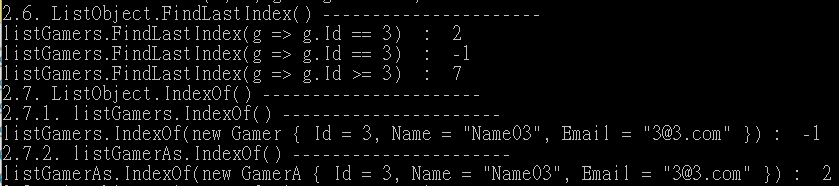 2.6. ListObject.FindLastIndex() -----------------------
listGamers.FindLastIndex(g => g.Id == 3)  :  2
listGamers.FindLastIndex(g => g.Id == 3)  :  -1
listGamers.FindLastIndex(g => g.Id >= 3)  :  7
2.7. ListObject.IndexOf() -----------------------
2.7.1. listGamers.IndexOf() -----------------------
listGamers.IndexOf(new Gamer { Id = 3, Name = "Name03", Email = "3@3.com" }) :  -1
2.7.2. listGamerAs.IndexOf() -----------------------
listGamerAs.IndexOf(new GamerA { Id = 3, Name = "Name03", Email = "3@3.com" }) :  2